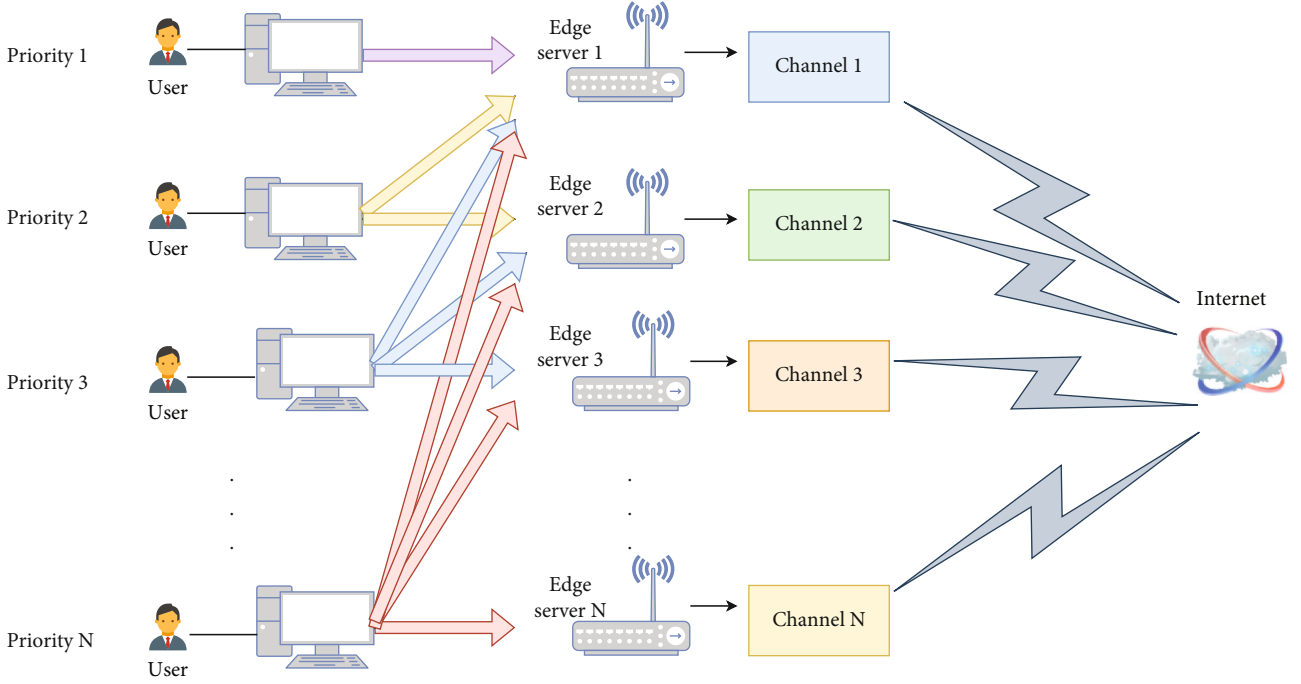 Priority 1
User
Edge
server 1
Channel 1
Priority 2
User
Edge
server 2
Channel 2
Internet
Priority 3
User
Edge
server 3
Channel 3
.
.
.
.
.
.
Priority N
User
Edge
server N
Channel N